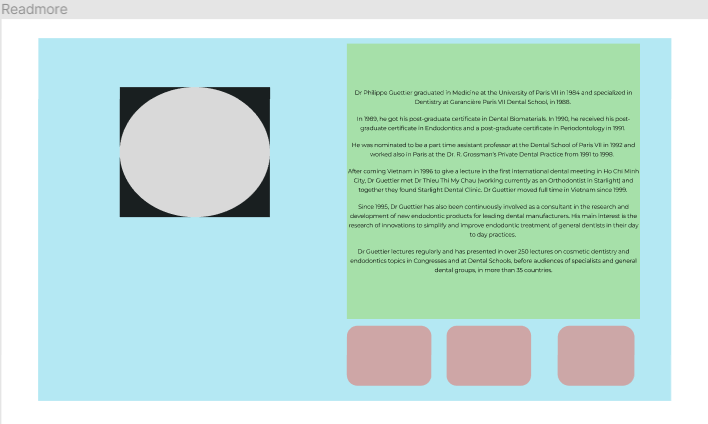 Readmore
Dr Philippe Guettier graduated in Medicine at the University of Paris VII in 1984 and specialized in
Dentistry at Garancière Paris VII Dental School, in 1988.
In 1989, he got his post-graduate certificate in Dental Biomaterials. In 1990, he received his post-
graduate certificate in Endodontics and a post-graduate certificate in Periodontology in 1991.
He was nominated to be a part time assistant professor at the Dental School of Paris VII in 1992 and
worked also in Paris at the Dr. R. Grossman's Private Dental Practice from 1991 to 1998.
After coming Vietnam in 1996 to give a lecture in the first international dental meeting in Ho Chi Minh
City, Dr Guettier met Dr Thieu Thi My Chau (working currently as an Orthodontist in Starlight) and
together they found Starlight Dental Clinic. Dr Guettier moved full time in Vietnam since 1999.
Since 1995, Dr Guettier has also been continuously involved as a consultant in the research and
development of new endodontic products for leading dental manufacturers. His main interest is the
research of innovations to simplify and improve endodontic treatment of general dentists in their day
to day practices.
Dr Guettier lectures regularly and has presented in over 250 lectures on cosmetic dentistry and
endodontics topics in Congresses and at Dental Schools, before audiences of specialists and general
dental groups, in more than 35 countries.